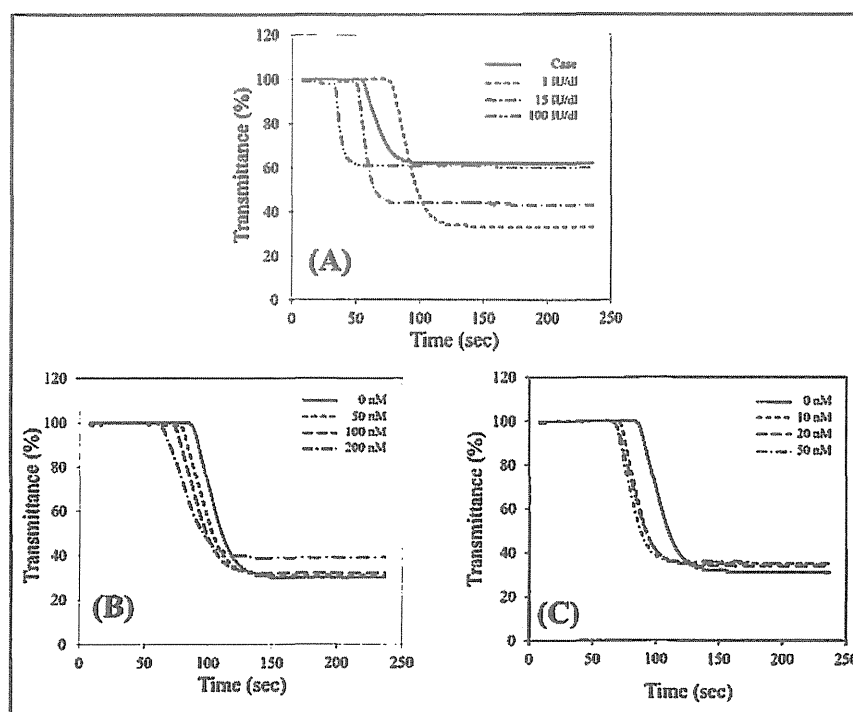 120
100
80
60
40
20
0
Transmittance (%)
Case
1 IU/dl
15 IU/dl
100 IU/dl
(A)
0 50 100 150 200 250
Time (sec)
120
100
80
60
40
20
0
Transmittance (%)
0 nM
50 nM
100 nM
200 nM
(B)
0 50 100 150 200 250
Time (sec)
120
100
80
60
40
20
0
Transmittance (%)
0 nM
10 nM
20 nM
50 nM
(C)
0 50 100 150 200 250
Time (sec)